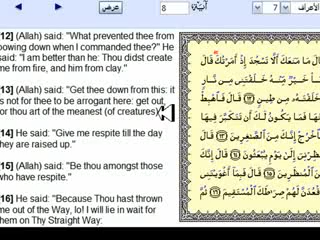 الأعراف 7 آيـة 8 عرض
12] (Allah) said: "What prevented thee from
bowing down when I commanded thee?" He
said: "I am better than he: Thou didst create
me from fire, and him from clay."
13] (Allah) said: "Get thee down from this: it
is not for thee to be arrogant here: get out,
for thou art of the meanest (of creatures)."
14] He said: "Give me respite till the day
they are raised up."
15] (Allah) said: "Be thou amongst those
who have respite."
16] He said: "Because Thou hast thrown
me out of the Way, lo! I will lie in wait for
them on Thy Straight Way:
قَالَ مَا مَنَعَكَ أَلَّا تَسْجُدَ إِذْ أَمَرْتُكَ ۖ قَالَ
أَنَا۠ خَيْرٌ مِّنْهُ خَلَقْتَنِى مِن نَّارٍ
وَخَلَقْتَهُۥ مِن طِينٍ ١٢ قَالَ فَٱهْبِطْ
مِنْهَا فَمَا يَكُونُ لَكَ أَن تَتَكَبَّرَ فِيهَا
فَٱخْرُجْ إِنَّكَ مِنَ ٱلصَّٰغِرِينَ ١٣ قَالَ
أَنظِرْنِىٓ إِلَىٰ يَوْمِ يُبْعَثُونَ ١٤ قَالَ إِنَّكَ
مِنَ ٱلْمُنظَرِينَ ١٥ قَالَ فَبِمَآ أَغْوَيْتَنِى
لَأَقْعُدَنَّ لَهُمْ صِرَٰطَكَ ٱلْمُسْتَقِيمَ ١٦